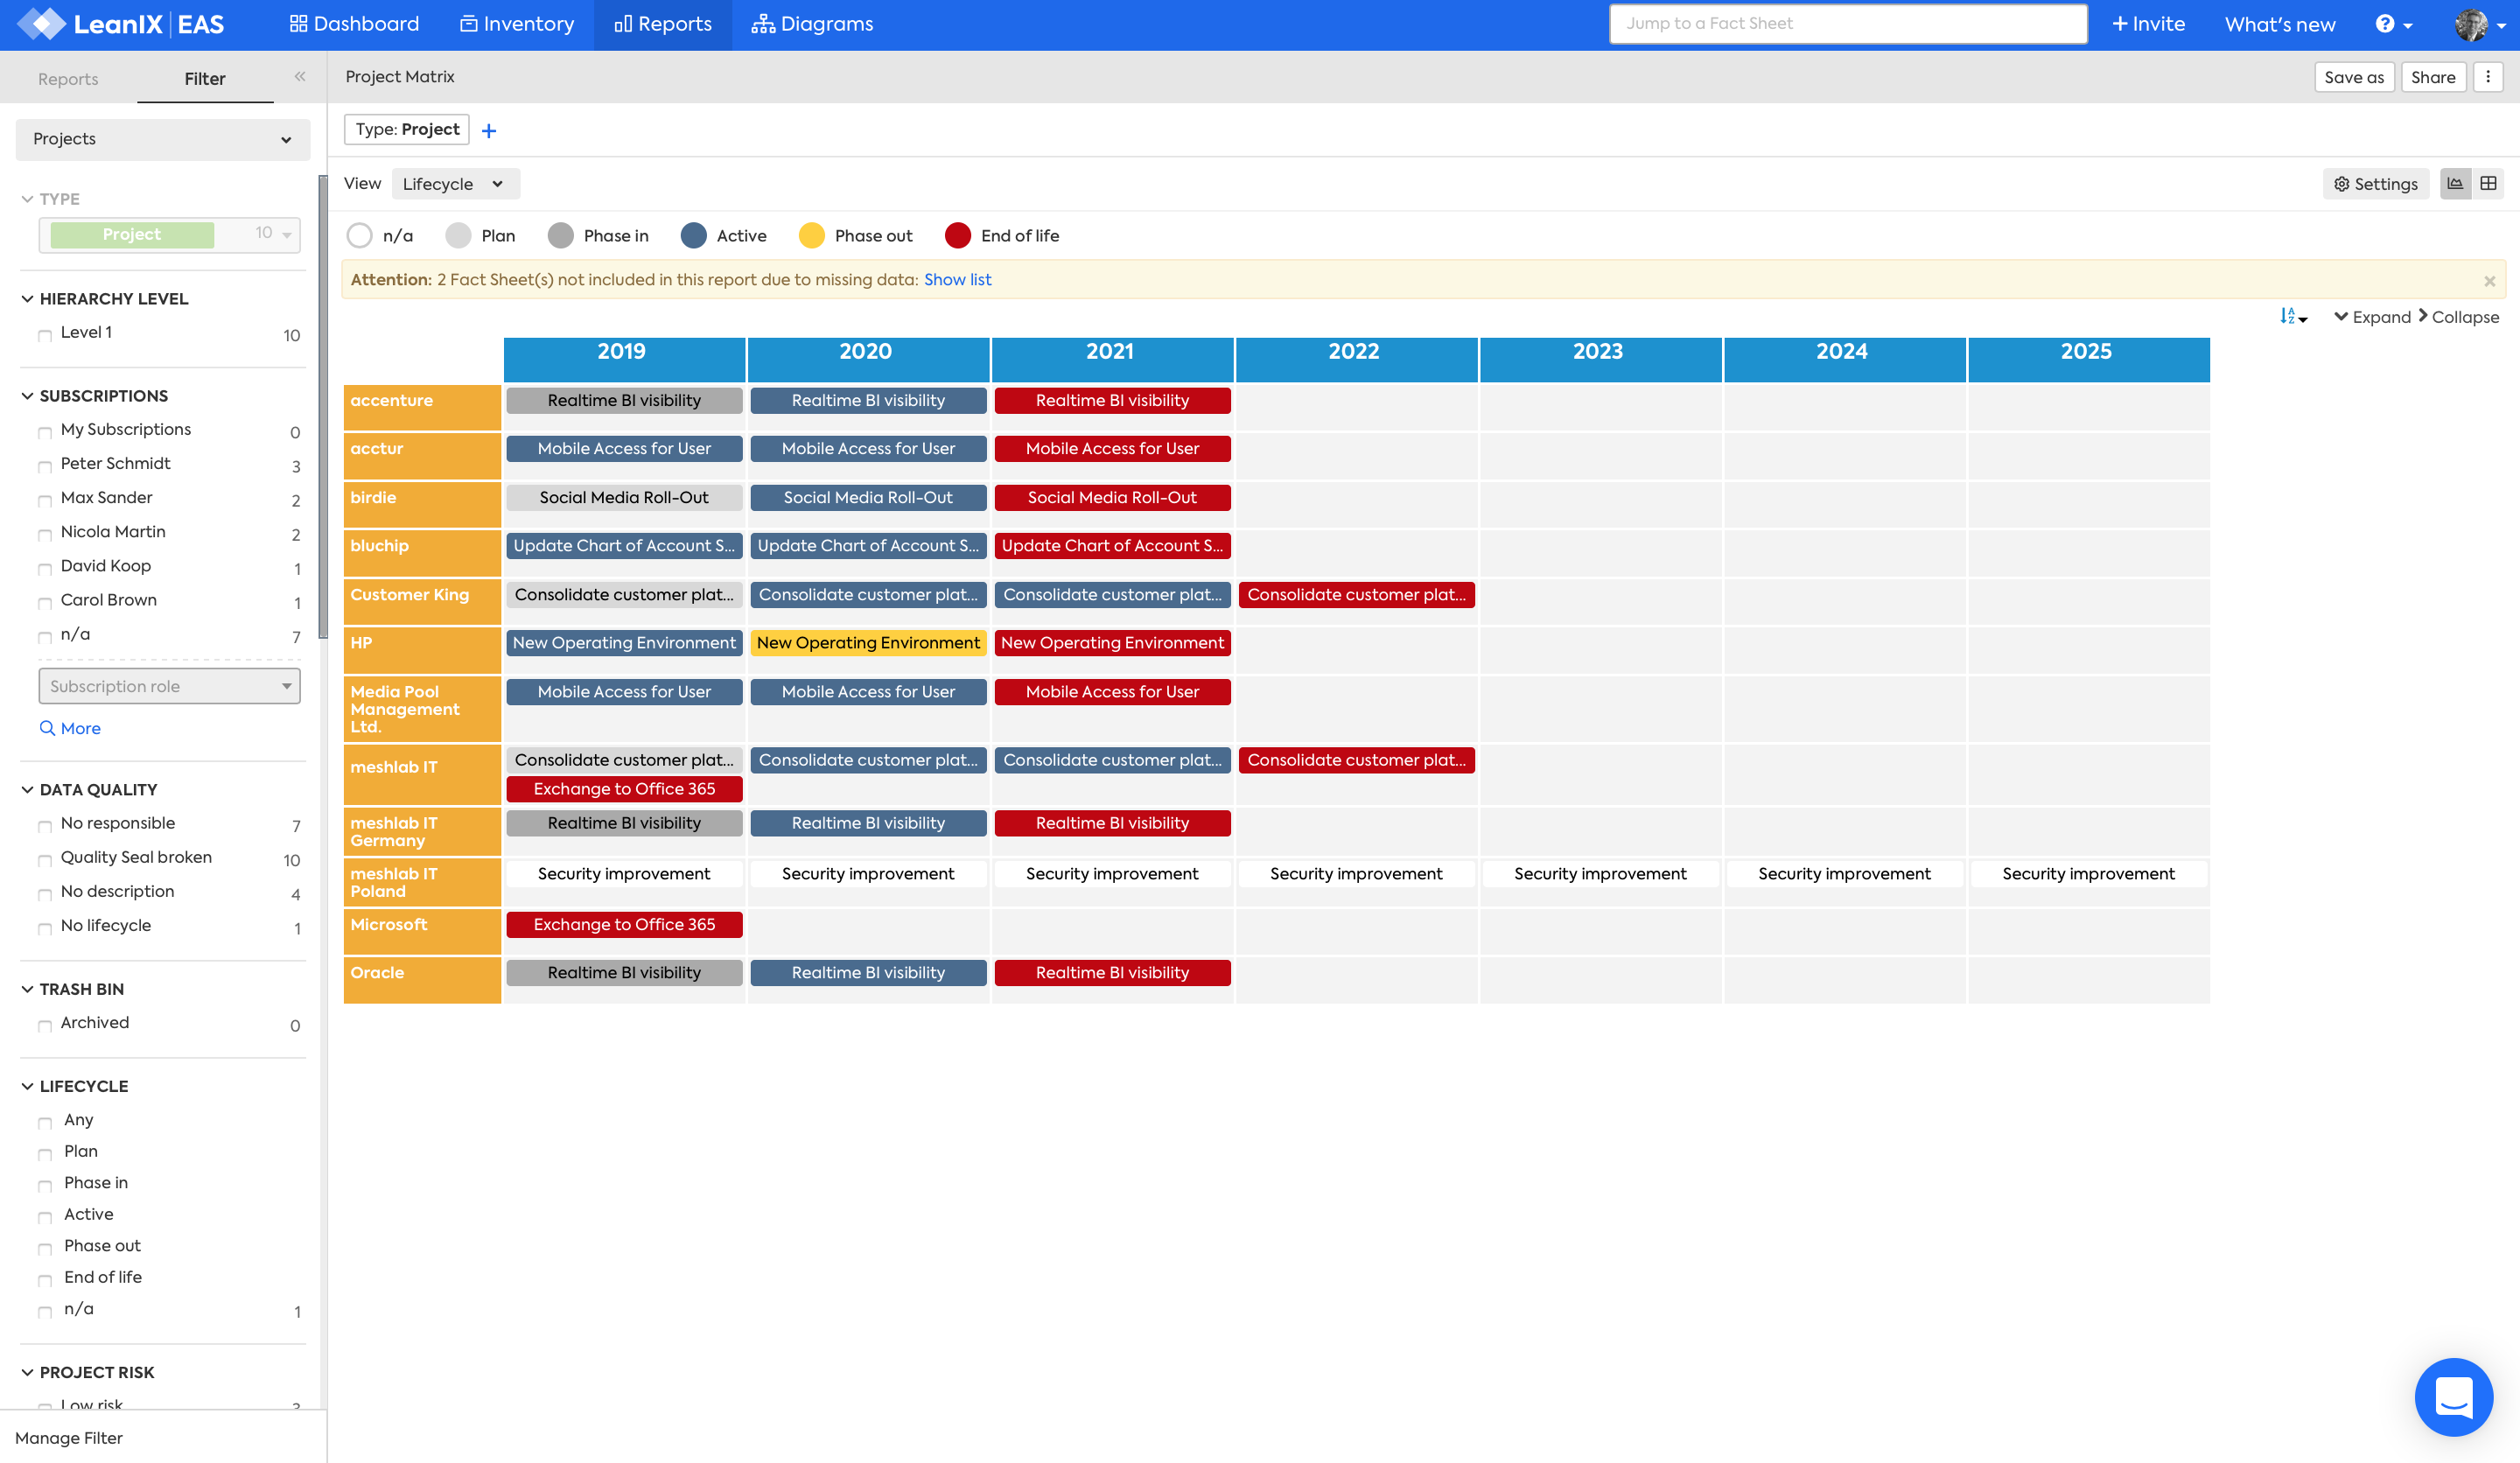 LeanIX EAS
Dashboard
Inventory
Reports
Diagrams
Jump to a Fact Sheet
+ Invite
What's new
Reports
Filter
Project Matrix
Save as
Share
Projects
Type: Project
TYPE
Project 10
View Lifecycle
Settings
n/a Plan Phase in Active Phase out End of life
Attention: 2 Fact Sheet(s) not included in this report due to missing data: Show list
Expand Collapse
HIERARCHY LEVEL
Level 1 10
SUBSCRIPTIONS
My Subscriptions 0
Peter Schmidt 3
Max Sander 2
Nicola Martin 2
David Koop 1
Carol Brown 1
n/a 7
Subscription role
More
DATA QUALITY
No responsible 7
Quality Seal broken 10
No description 4
No lifecycle 1
TRASH BIN
Archived 0
LIFECYCLE
Any
Plan
Phase in
Active
Phase out
End of life
n/a 1
PROJECT RISK
Low risk 3
Manage Filter
2019 2020 2021 2022 2023 2024 2025
accenture Realtime BI visibility Realtime BI visibility Realtime BI visibility
acctur Mobile Access for User Mobile Access for User Mobile Access for User
birdie Social Media Roll-Out Social Media Roll-Out Social Media Roll-Out
bluchip Update Chart of Account S... Update Chart of Account S... Update Chart of Account S...
Customer King Consolidate customer plat... Consolidate customer plat... Consolidate customer plat... Consolidate customer plat...
HP New Operating Environment New Operating Environment New Operating Environment
Media Pool Mobile Access for User Mobile Access for User Mobile Access for User
Management
Ltd.
meshlab IT Consolidate customer plat... Consolidate customer plat... Consolidate customer plat... Consolidate customer plat...
Exchange to Office 365
meshlab IT Realtime BI visibility Realtime BI visibility Realtime BI visibility
Germany
meshlab IT Security improvement Security improvement Security improvement Security improvement Security improvement Security improvement Security improvement
Poland
Microsoft Exchange to Office 365
Oracle Realtime BI visibility Realtime BI visibility Realtime BI visibility